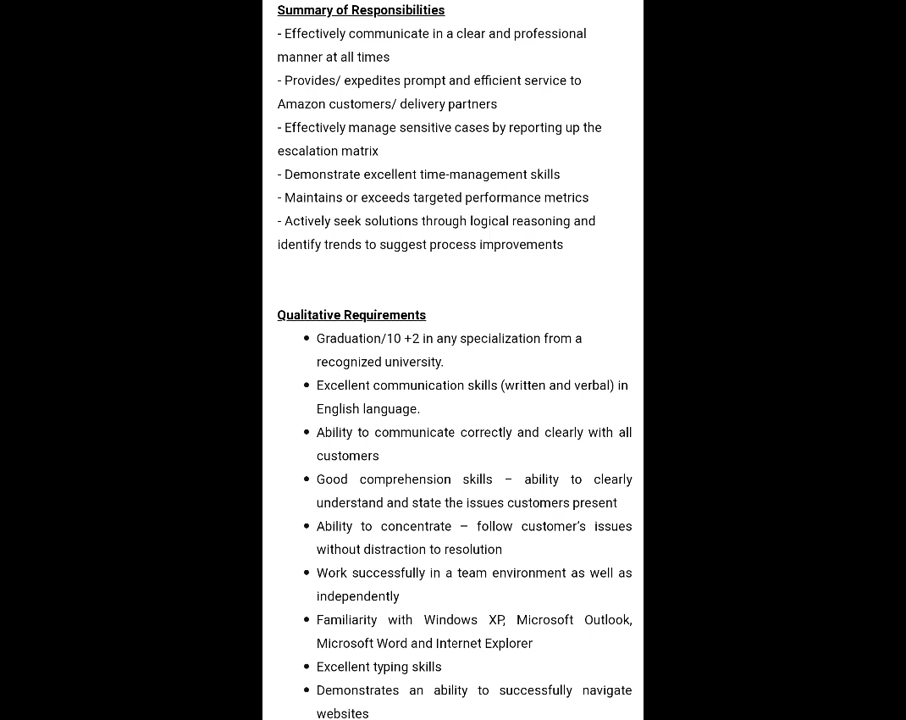 Summary of Responsibilities
- Effectively communicate in a clear and professional
manner at all times
- Provides/ expedites prompt and efficient service to
Amazon customers/ delivery partners
- Effectively manage sensitive cases by reporting up the
escalation matrix
- Demonstrate excellent time-management skills
- Maintains or exceeds targeted performance metrics
- Actively seek solutions through logical reasoning and
identify trends to suggest process improvements
Qualitative Requirements
• Graduation/10 +2 in any specialization from a
recognized university.
• Excellent communication skills (written and verbal) in
English language.
• Ability to communicate correctly and clearly with all
customers
• Good comprehension skills – ability to clearly
understand and state the issues customers present
• Ability to concentrate – follow customer's issues
without distraction to resolution
• Work successfully in a team environment as well as
independently
• Familiarity with Windows XP, Microsoft Outlook,
Microsoft Word and Internet Explorer
• Excellent typing skills
• Demonstrates an ability to successfully navigate
websites